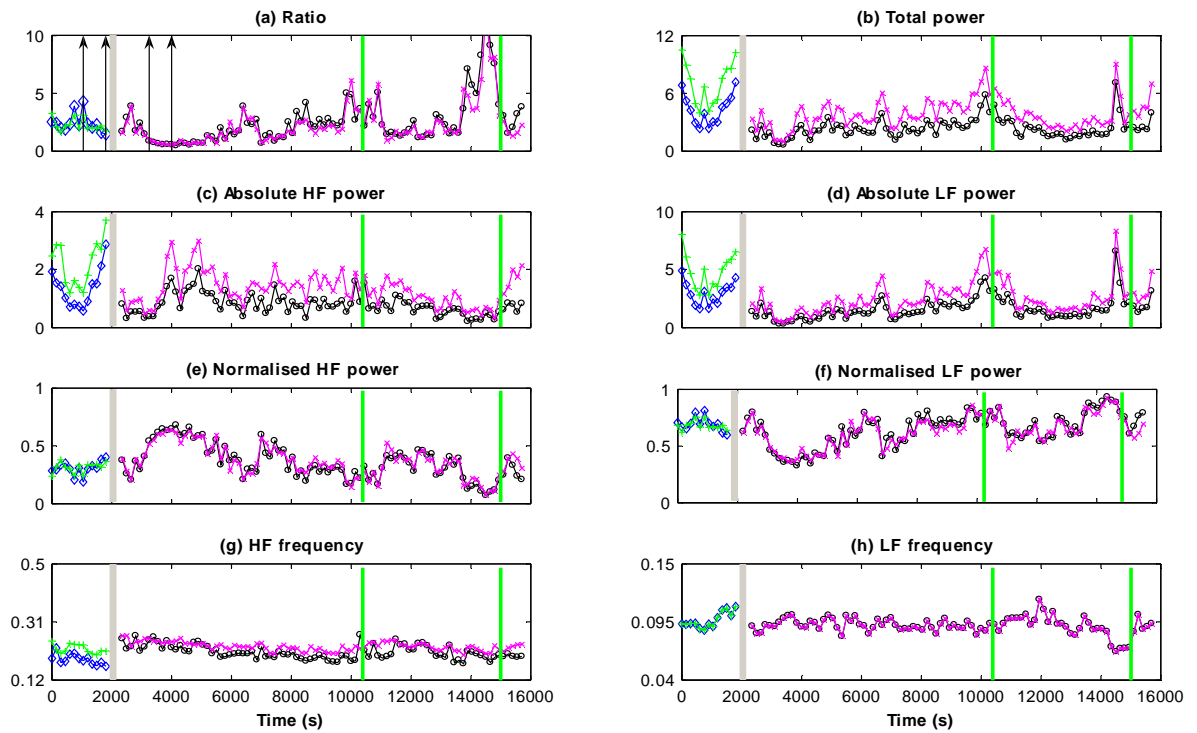 (a) Ratio
10
5
0
(b) Total power
12
9
6
3
0
(c) Absolute HF power
4
2
0
(d) Absolute LF power
10
5
0
(e) Normalised HF power
1
0.5
0
(f) Normalised LF power
1
0.5
0
(g) HF frequency
0.5
0.31
0.12
0 2000 4000 6000 8000 10000 12000 14000 16000
Time (s)
(h) LF frequency
0.15
0.095
0.04
0 2000 4000 6000 8000 10000 12000 14000 16000
Time (s)